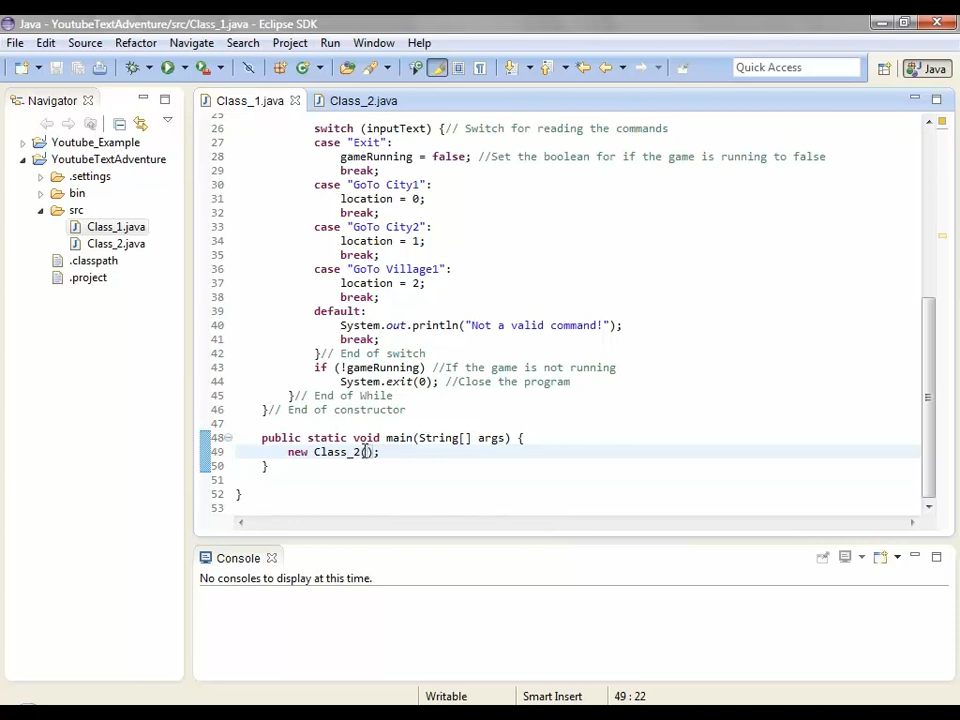 Java - YoutubeTextAdventure/src/Class_1.java - Eclipse SDK
File Edit Source Refactor Navigate Search Project Run Window Help
Quick Access
Java
Navigator
Youtube_Example
YoutubeTextAdventure
.settings
bin
src
Class_1.java
Class_2.java
.classpath
.project
Class_1.java Class_2.java
26 switch (inputText) {// Switch for reading the commands
27 case "Exit":
28 gameRunning = false; //Set the boolean for if the game is running to false
29 break;
30 case "GoTo City1":
31 location = 0;
32 break;
33 case "GoTo City2":
34 location = 1;
35 break;
36 case "GoTo Village1":
37 location = 2;
38 break;
39 default:
40 System.out.println("Not a valid command!");
41 break;
42 }// End of switch
43 if (!gameRunning) //If the game is not running
44 System.exit(0); //Close the program
45 }// End of While
46 }// End of constructor
47
48 public static void main(String[] args) {
49 new Class_2();
50 }
51
52 }
53
Console
No consoles to display at this time.
Writable Smart Insert 49 : 22